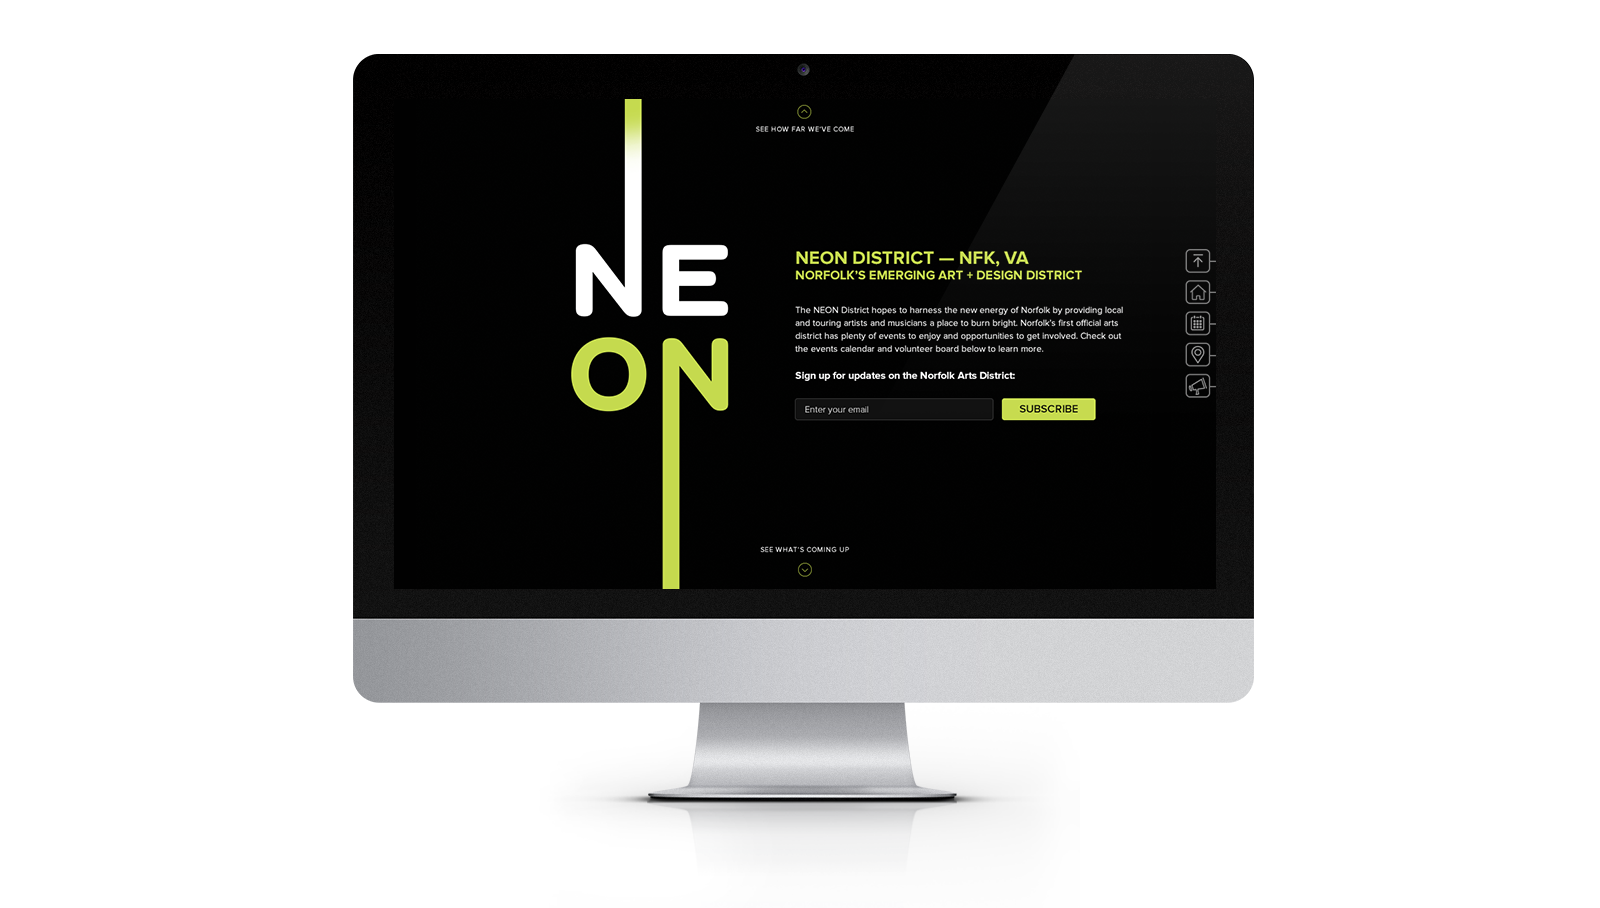 SEE HOW FAR WE'VE COME
NE
ON
NEON DISTRICT — NFK, VA
NORFOLK'S EMERGING ART + DESIGN DISTRICT
The NEON District hopes to harness the new energy of Norfolk by providing local
and touring artists and musicians a place to burn bright. Norfolk's first official arts
district has plenty of events to enjoy and opportunities to get involved. Check out
the events calendar and volunteer board below to learn more.
Sign up for updates on the Norfolk Arts District:
Enter your email
SUBSCRIBE
SEE WHAT'S COMING UP